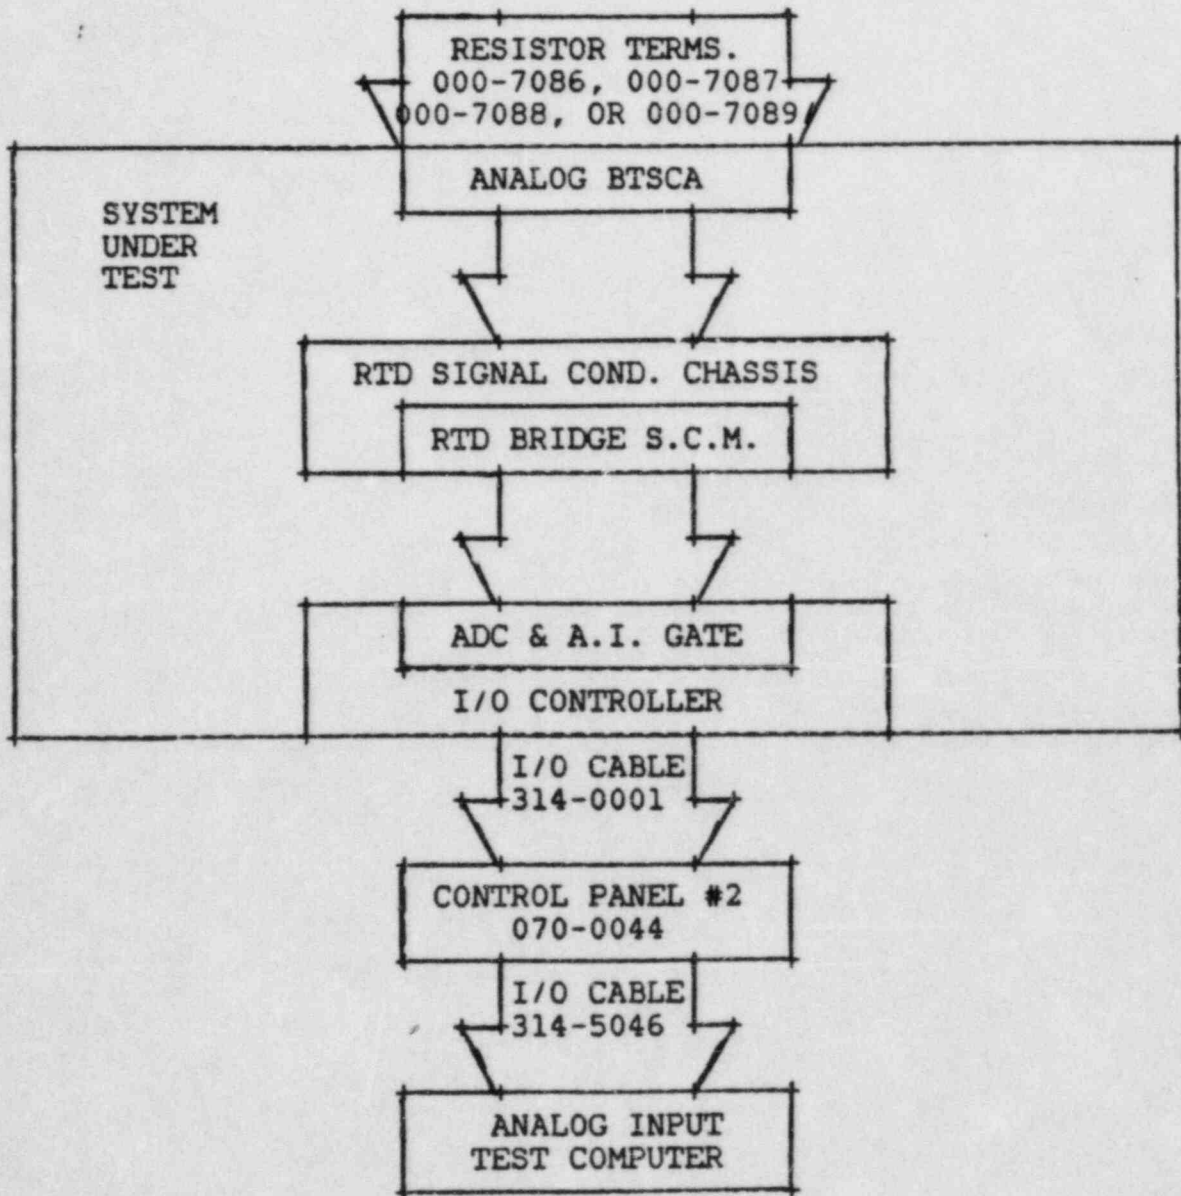 RESISTOR TERMS.
000-7086, 000-7087
000-7088, OR 000-7089
ANALOG BTSCA
SYSTEM
UNDER
TEST
RTD SIGNAL COND. CHASSIS
RTD BRIDGE S.C.M.
ADC & A.I. GATE
I/O CONTROLLER
I/O CABLE
314-0001
CONTROL PANEL #2
070-0044
I/O CABLE
314-5046
ANALOG INPUT
TEST COMPUTER